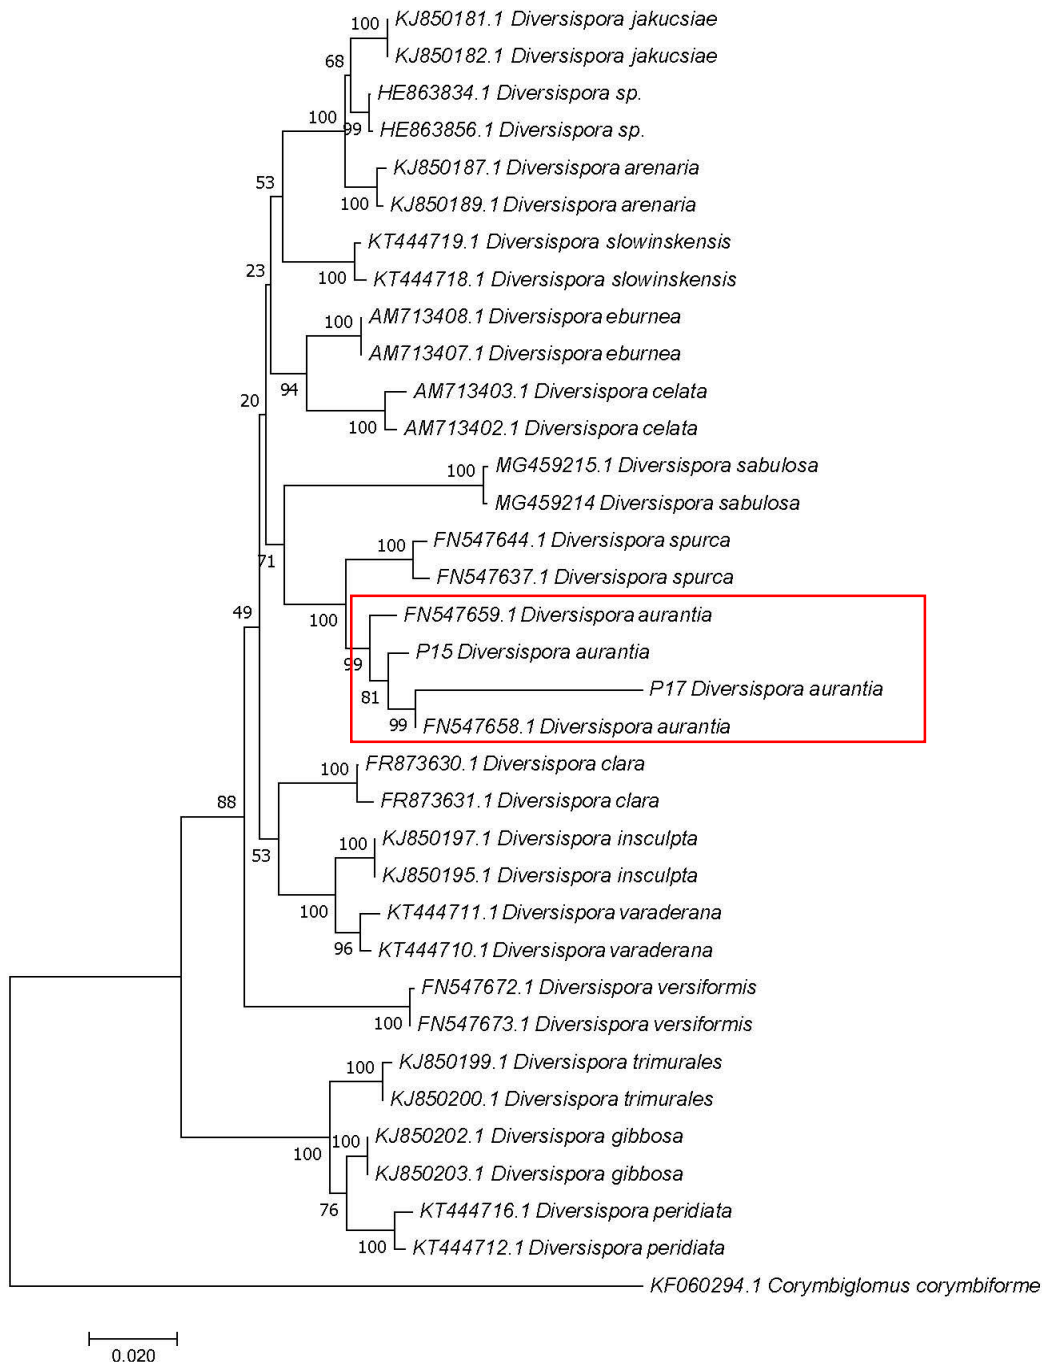 100
KJ850181.1 Diversispora jakucsiae
KJ850182.1 Diversispora jakucsiae
68
HE863834.1 Diversispora sp.
100
99
HE863856.1 Diversispora sp.
KJ850187.1 Diversispora arenaria
53
100
KJ850189.1 Diversispora arenaria
KT444719.1 Diversispora slowinskensis
23
100
KT444718.1 Diversispora slowinskensis
100
AM713408.1 Diversispora eburnea
AM713407.1 Diversispora eburnea
94
AM713403.1 Diversispora celata
20
100
AM713402.1 Diversispora celata
100
MG459215.1 Diversispora sabulosa
MG459214 Diversispora sabulosa
100
FN547644.1 Diversispora spurca
71
FN547637.1 Diversispora spurca
49
100
FN547659.1 Diversispora aurantia
P15 Diversispora aurantia
99
81
P17 Diversispora aurantia
99
FN547658.1 Diversispora aurantia
100
FR873630.1 Diversispora clara
88
FR873631.1 Diversispora clara
100
KJ850197.1 Diversispora insculpta
53
KJ850195.1 Diversispora insculpta
100
KT444711.1 Diversispora varaderana
96
KT444710.1 Diversispora varaderana
FN547672.1 Diversispora versiformis
100
FN547673.1 Diversispora versiformis
100
KJ850199.1 Diversispora trimurales
KJ850200.1 Diversispora trimurales
100
100
KJ850202.1 Diversispora gibbosa
KJ850203.1 Diversispora gibbosa
76
KT444716.1 Diversispora peridiata
100
KT444712.1 Diversispora peridiata
KF060294.1 Corymbiglomus corymbiforme
0.020